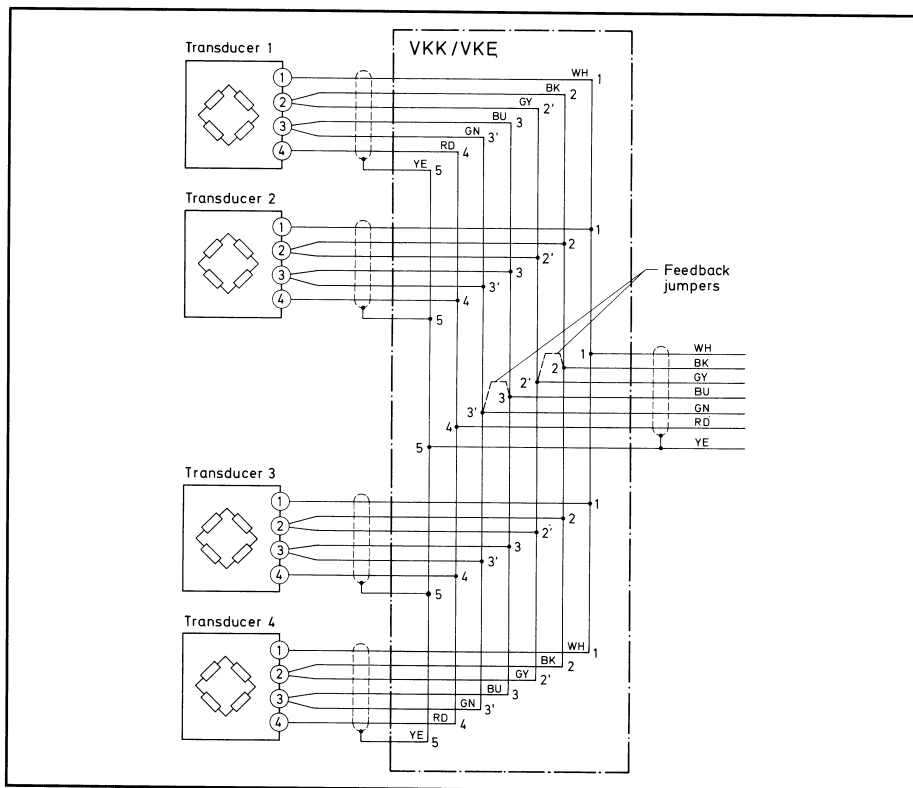 Transducer 1
VKK/VKE
1
WH 1
2
BK 2
GY 2'
3
BU 3
GN 3'
4
RD 4
YE 5
Transducer 2
1
1
2
2
2'
3
3
3'
4
4
5
Feedback
jumpers
1 WH
2 BK
2' GY
3 BU
3' GN
4 RD
5 YE
Transducer 3
1
1
2
2
2'
3
3
3'
4
4
5
Transducer 4
1
WH 1
2
BK 2
GY 2'
3
BU 3
GN 3'
4
RD 4
YE 5